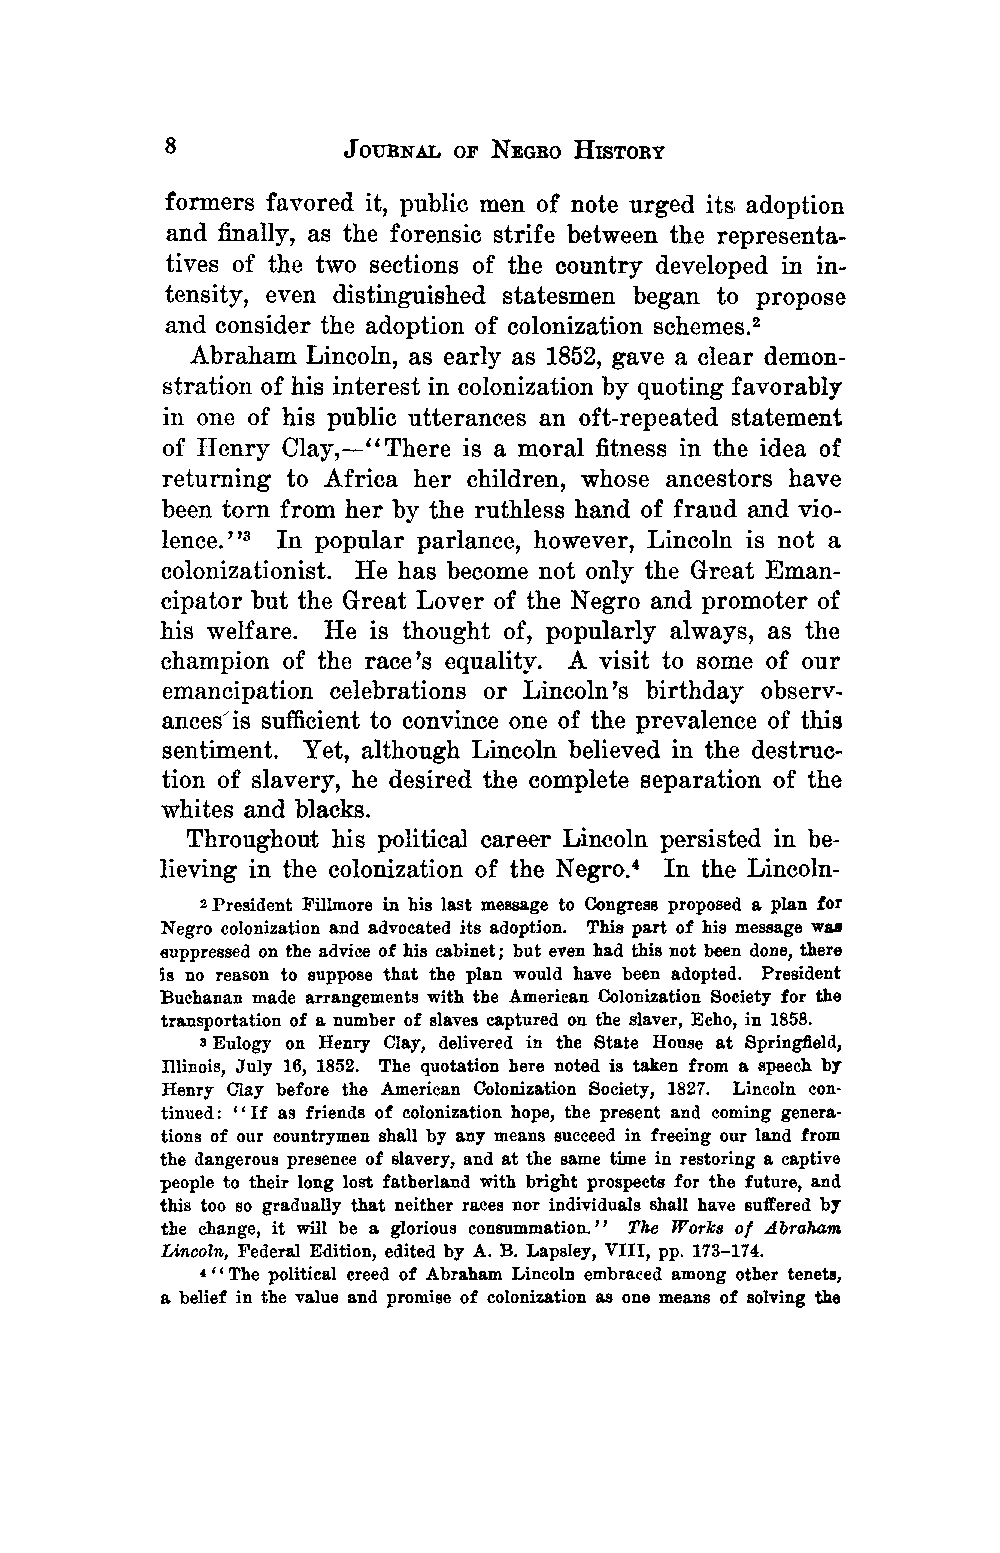 8 JOURNAL OF NEGRO HISTORY
formers favored it, public men of note urged its adoption
and finally, as the forensic strife between the representa-
tives of the two sections of the country developed in in-
tensity, even distinguished statesmen began to propose
and consider the adoption of colonization schemes.²
Abraham Lincoln, as early as 1852, gave a clear demon-
stration of his interest in colonization by quoting favorably
in one of his public utterances an oft-repeated statement
of Henry Clay,—“There is a moral fitness in the idea of
returning to Africa her children, whose ancestors have
been torn from her by the ruthless hand of fraud and vio-
lence.”³ In popular parlance, however, Lincoln is not a
colonizationist. He has become not only the Great Eman-
cipator but the Great Lover of the Negro and promoter of
his welfare. He is thought of, popularly always, as the
champion of the race’s equality. A visit to some of our
emancipation celebrations or Lincoln’s birthday observ-
ances is sufficient to convince one of the prevalence of this
sentiment. Yet, although Lincoln believed in the destruc-
tion of slavery, he desired the complete separation of the
whites and blacks.
Throughout his political career Lincoln persisted in be-
lieving in the colonization of the Negro.⁴ In the Lincoln-
² President Fillmore in his last message to Congress proposed a plan for
Negro colonization and advocated its adoption. This part of his message was
suppressed on the advice of his cabinet; but even had this not been done, there
is no reason to suppose that the plan would have been adopted. President
Buchanan made arrangements with the American Colonization Society for the
transportation of a number of slaves captured on the slaver, Echo, in 1858.
³ Eulogy on Henry Clay, delivered in the State House at Springfield,
Illinois, July 16, 1852. The quotation here noted is taken from a speech by
Henry Clay before the American Colonization Society, 1827. Lincoln con-
tinued: “If as friends of colonization hope, the present and coming genera-
tions of our countrymen shall by any means succeed in freeing our land from
the dangerous presence of slavery, and at the same time in restoring a captive
people to their long lost fatherland with bright prospects for the future, and
this too so gradually that neither races nor individuals shall have suffered by
the change, it will be a glorious consummation.” The Works of Abraham
Lincoln, Federal Edition, edited by A. B. Lapsley, VIII, pp. 173–174.
⁴ “The political creed of Abraham Lincoln embraced among other tenets,
a belief in the value and promise of colonization as one means of solving the